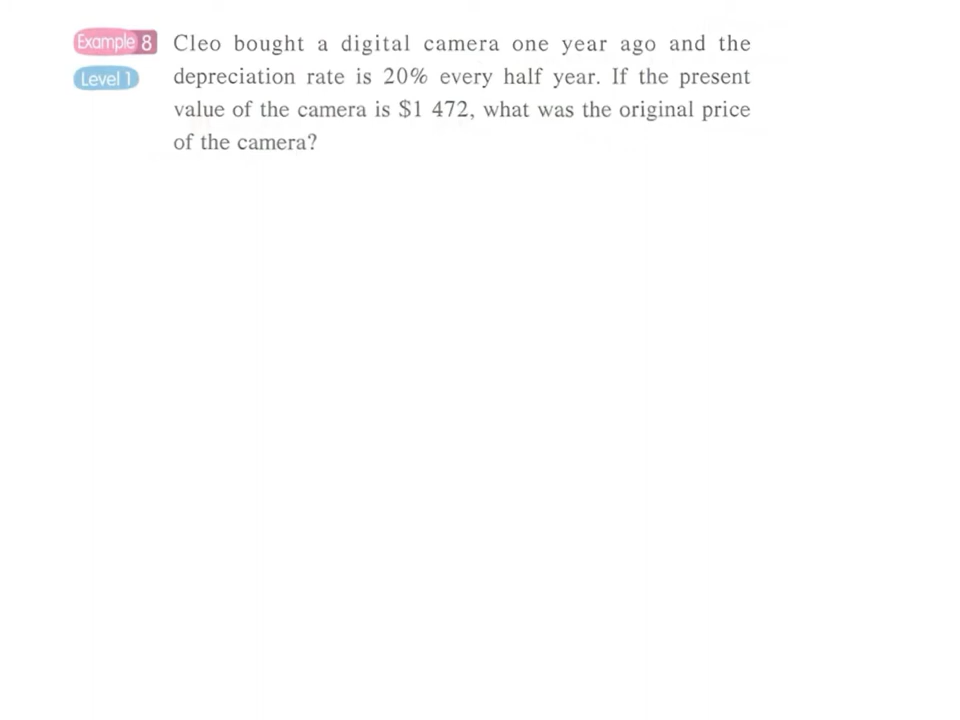 Example 8 Cleo bought a digital camera one year ago and the
Level 1 depreciation rate is 20% every half year. If the present
value of the camera is $1 472, what was the original price
of the camera?